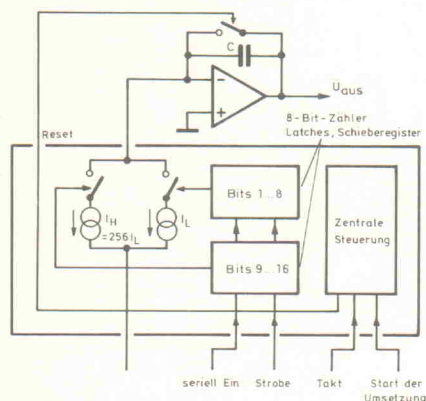 C
−
+
U_aus
8-Bit-Zähler
Latches, Schieberegister
Reset
I_H
=256 I_L
I_L
Bits 1...8
Bits 9...16
Zentrale
Steuerung
seriell Ein
Strobe
Takt
Start der
Umsetzung